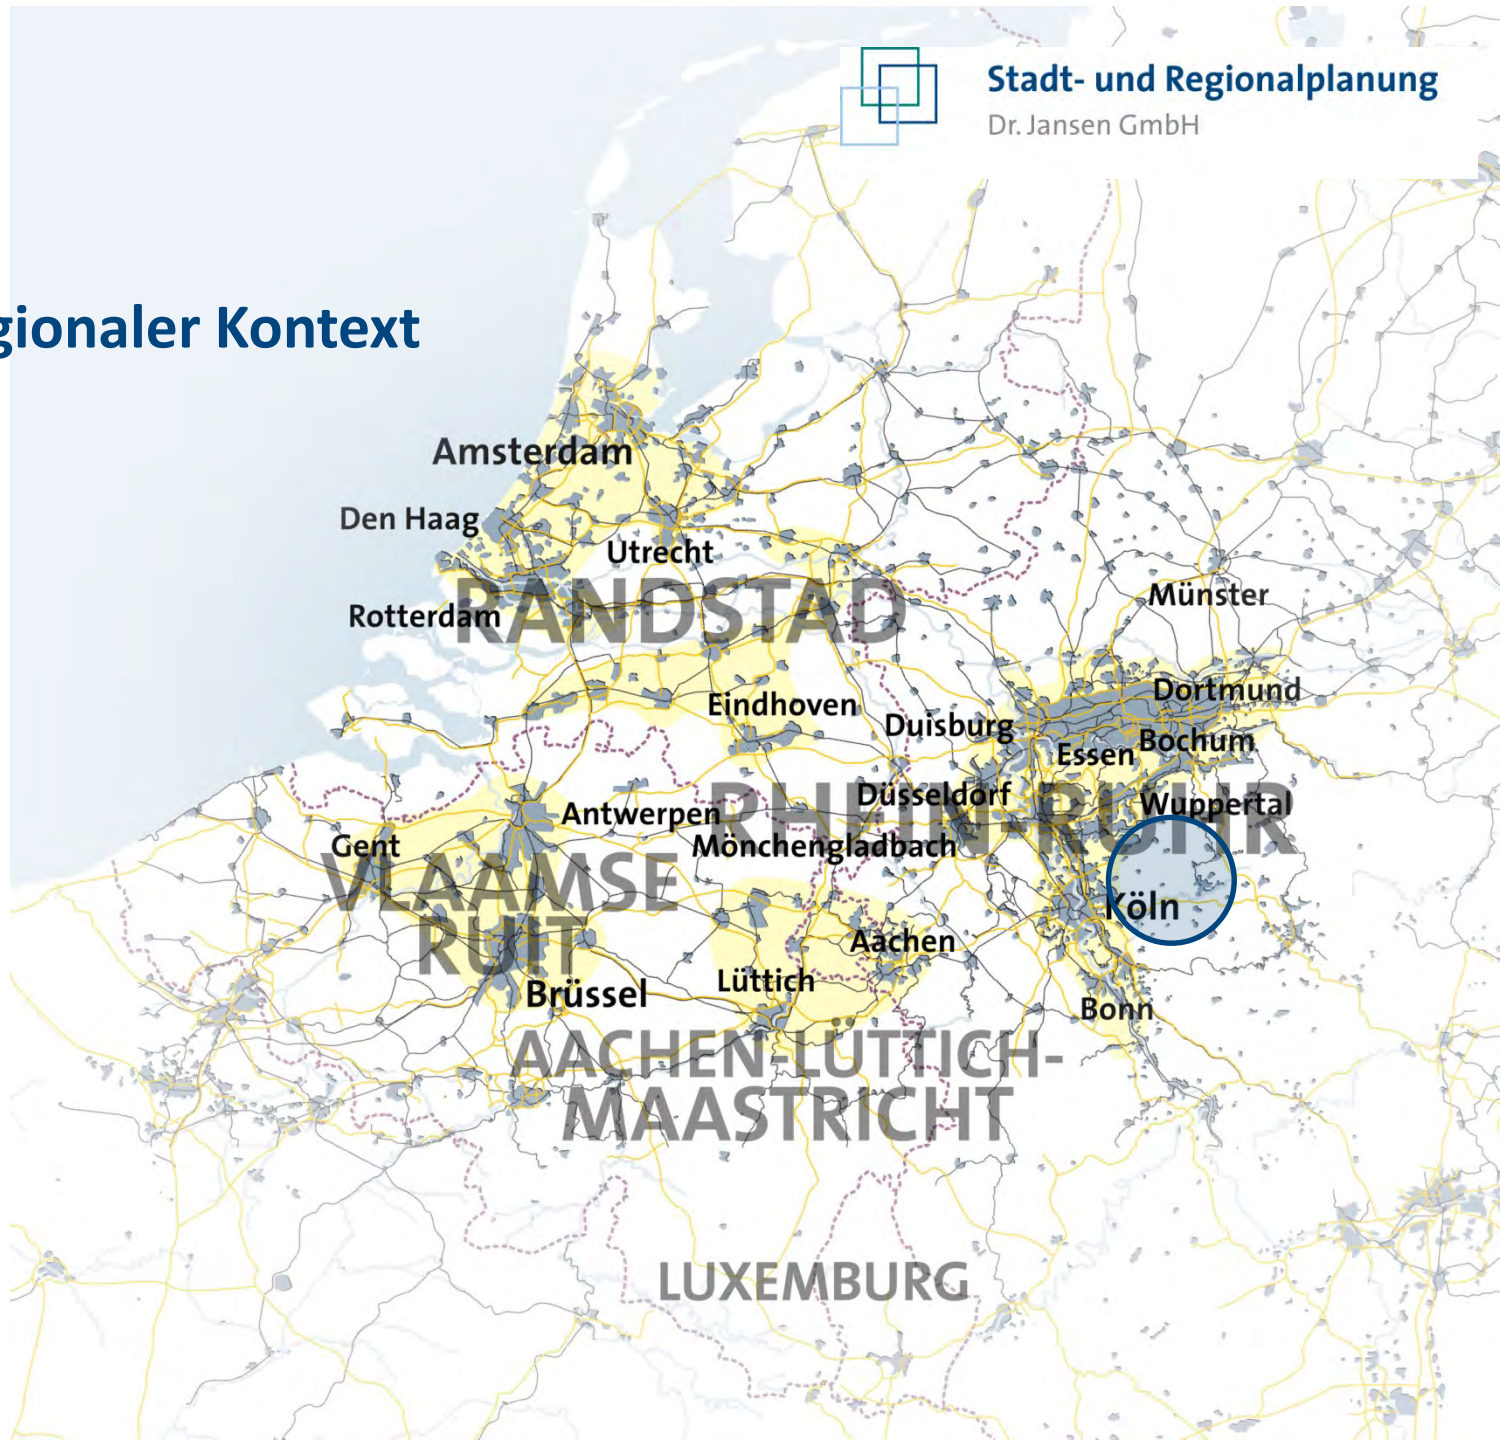 Stadt- und Regionalplanung
Dr. Jansen GmbH
gionaler Kontext
Amsterdam
Den Haag
Utrecht
RANDSTAD
Rotterdam
Münster
Dortmund
Eindhoven
Duisburg
Bochum
Essen
Düsseldorf
Wuppertal
RHEIN-RUHR
Antwerpen
Mönchengladbach
Gent
VLAAMSE
RUIT
Köln
Aachen
Lüttich
Brüssel
Bonn
AACHEN-LÜTTICH-
MAASTRICHT
LUXEMBURG